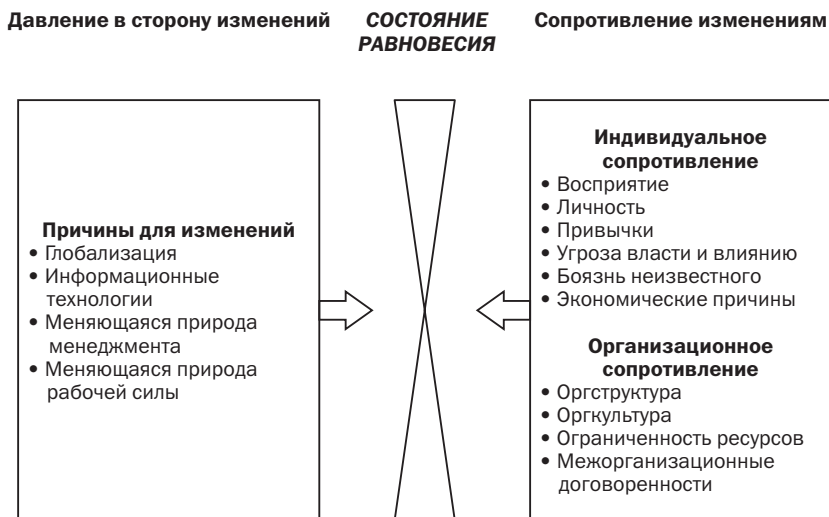 Давление в сторону изменений
СОСТОЯНИЕ
РАВНОВЕСИЯ
Сопротивление изменениям
Причины для изменений
• Глобализация
• Информационные
технологии
• Меняющаяся природа
менеджмента
• Меняющаяся природа
рабочей силы
Индивидуальное
сопротивление
• Восприятие
• Личность
• Привычки
• Угроза власти и влиянию
• Боязнь неизвестного
• Экономические причины
Организационное
сопротивление
• Оргструктура
• Оргкультура
• Ограниченность ресурсов
• Межорганизационные
договоренности